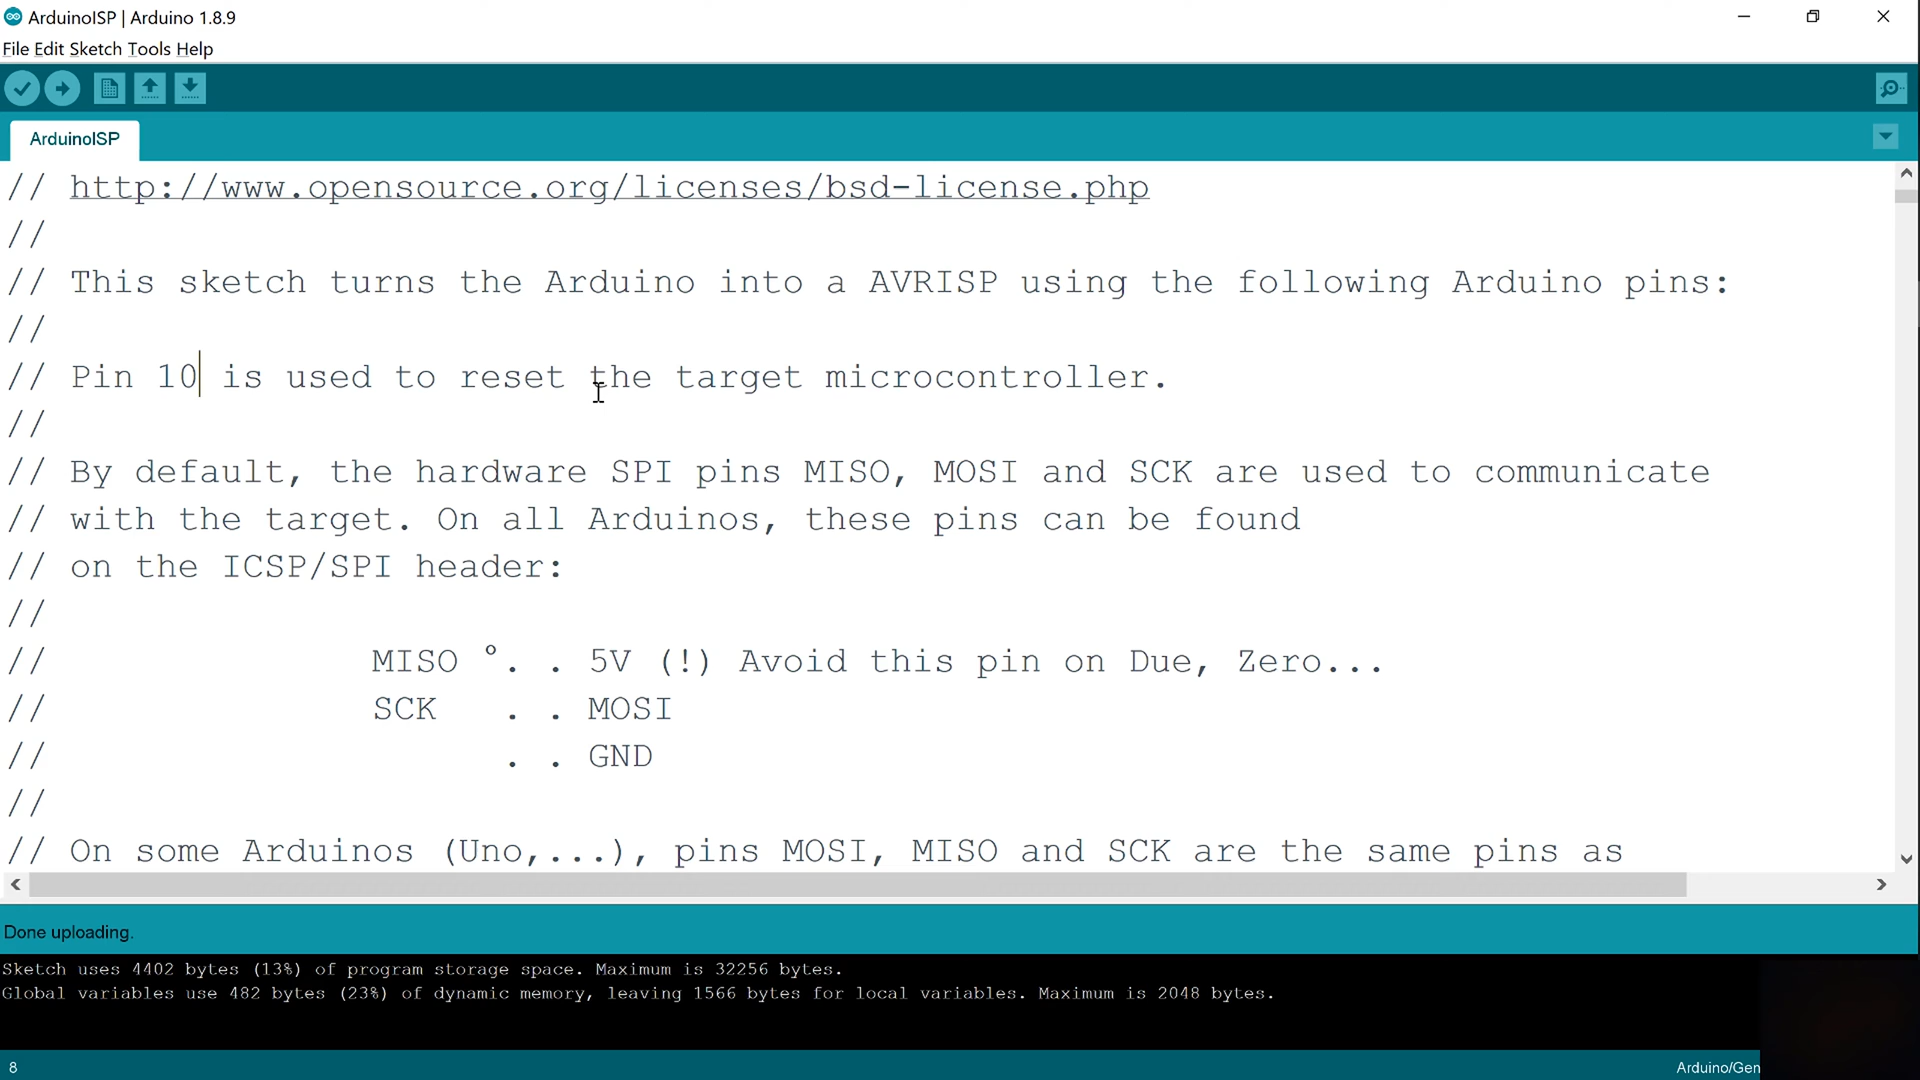 ArduinoISP | Arduino 1.8.9
File Edit Sketch Tools Help
ArduinoISP
// http://www.opensource.org/licenses/bsd-license.php
//
// This sketch turns the Arduino into a AVRISP using the following Arduino pins:
//
// Pin 10 is used to reset the target microcontroller.
//
// By default, the hardware SPI pins MISO, MOSI and SCK are used to communicate
// with the target. On all Arduinos, these pins can be found
// on the ICSP/SPI header:
//
// MISO °. . 5V (!) Avoid this pin on Due, Zero...
// SCK . . MOSI
// . . GND
//
// On some Arduinos (Uno,...), pins MOSI, MISO and SCK are the same pins as
Done uploading.
Sketch uses 4402 bytes (13%) of program storage space. Maximum is 32256 bytes.
Global variables use 482 bytes (23%) of dynamic memory, leaving 1566 bytes for local variables. Maximum is 2048 bytes.
8 Arduino/Gen